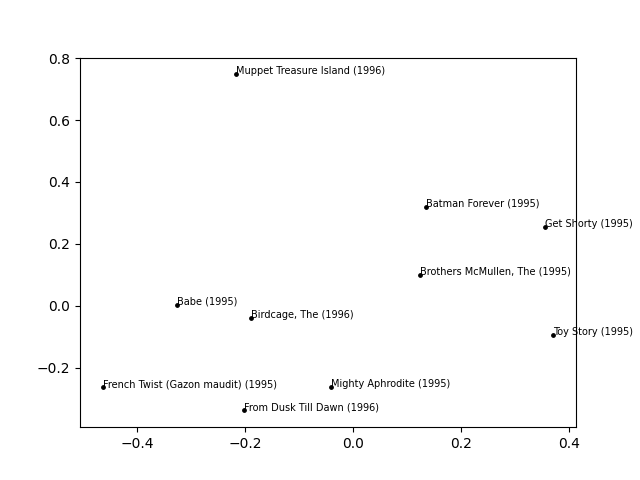 0.8
Muppet Treasure Island (1996)
0.6
0.4
Batman Forever (1995)
Get Shorty (1995)
0.2
Brothers McMullen, The (1995)
0.0
Babe (1995)
Birdcage, The (1996)
Toy Story (1995)
−0.2
French Twist (Gazon maudit) (1995)
Mighty Aphrodite (1995)
From Dusk Till Dawn (1996)
−0.4 −0.2 0.0 0.2 0.4